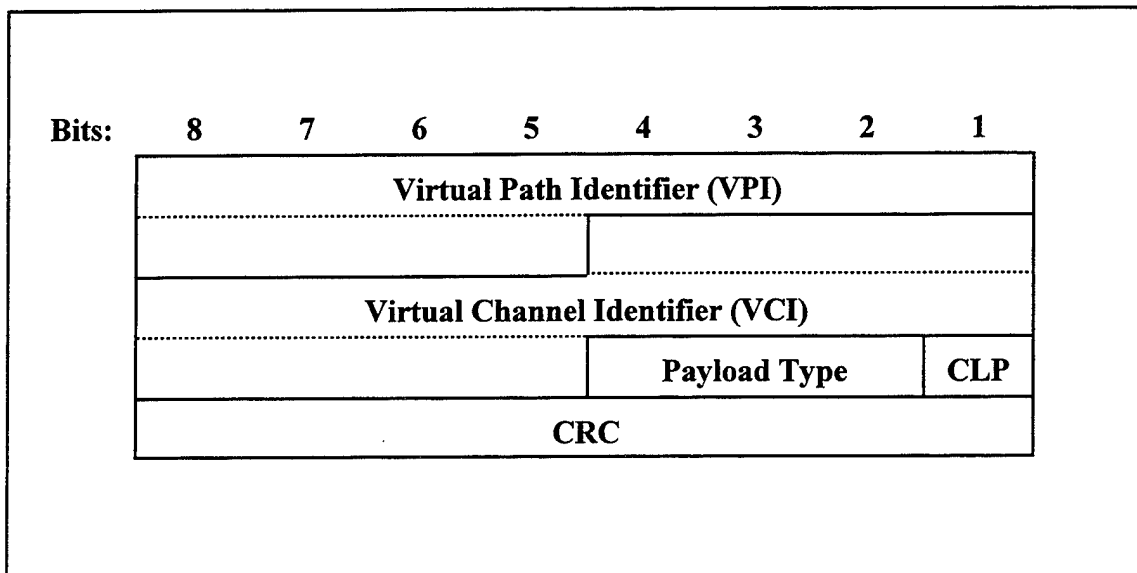 Bits: 8 7 6 5 4 3 2 1
Virtual Path Identifier (VPI)
Virtual Channel Identifier (VCI)
Payload Type CLP
CRC